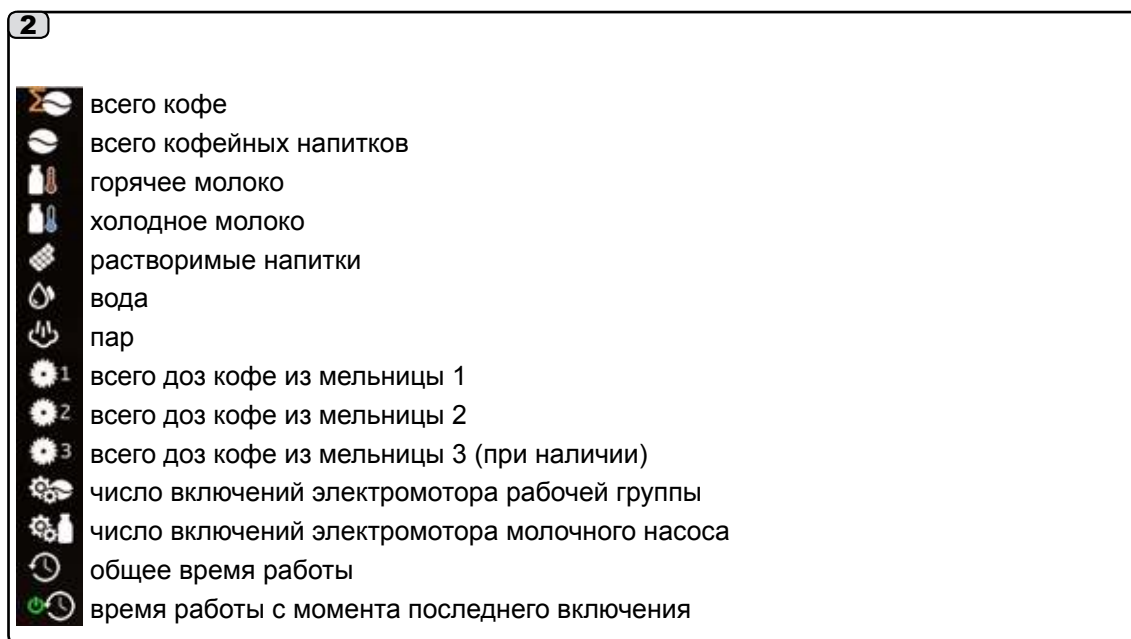 2
всего кофе
всего кофейных напитков
горячее молоко
холодное молоко
растворимые напитки
вода
пар
1 всего доз кофе из мельницы 1
2 всего доз кофе из мельницы 2
3 всего доз кофе из мельницы 3 (при наличии)
число включений электромотора рабочей группы
число включений электромотора молочного насоса
общее время работы
время работы с момента последнего включения